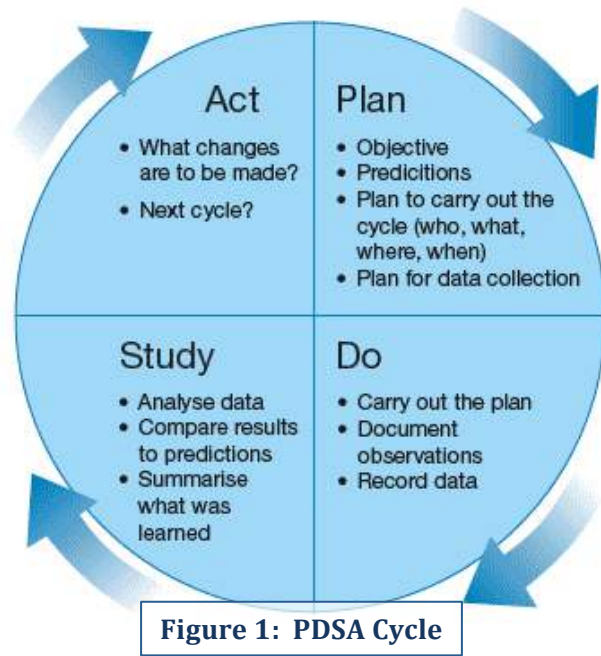 Act
• What changes
are to be made?
• Next cycle?
Plan
• Objective
• Predicitions
• Plan to carry out the
cycle (who, what,
where, when)
• Plan for data collection
Study
• Analyse data
• Compare results
to predictions
• Summarise
what was
learned
Do
• Carry out the plan
• Document
observations
• Record data
Figure 1: PDSA Cycle